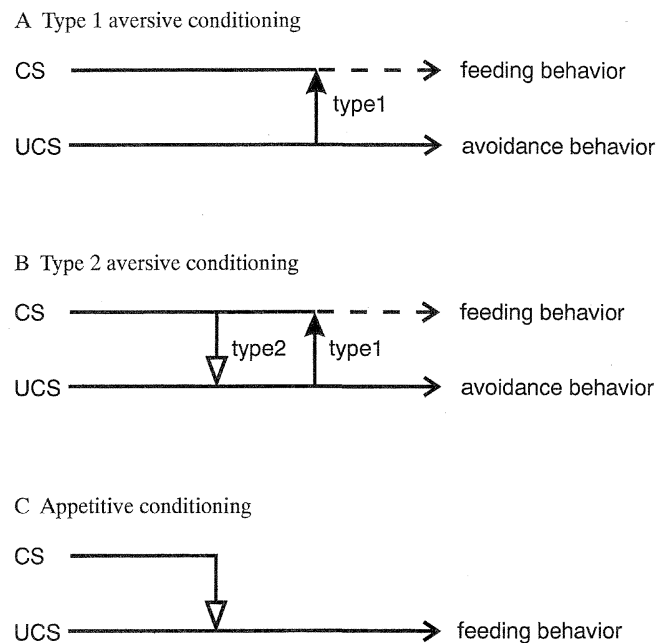 A Type 1 aversive conditioning
CS feeding behavior
type1
UCS avoidance behavior
B Type 2 aversive conditioning
CS feeding behavior
type2 type1
UCS avoidance behavior
C Appetitive conditioning
CS
UCS feeding behavior